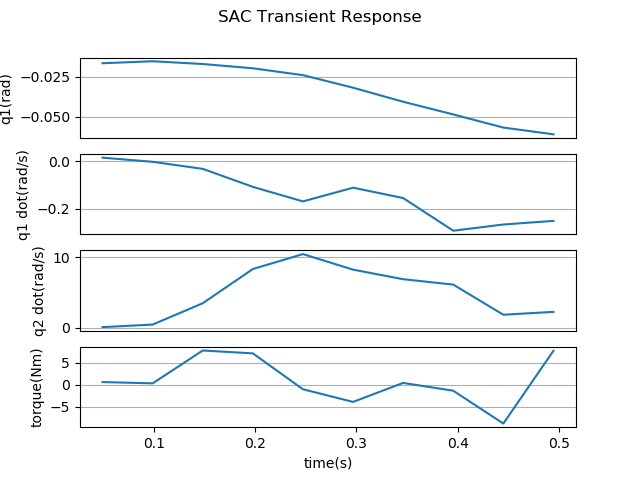 SAC Transient Response
−0.025
−0.050
q1(rad)
0.0
−0.2
q1 dot(rad/s)
10
0
q2 dot(rad/s)
5
0
−5
torque(Nm)
0.1 0.2 0.3 0.4 0.5
time(s)